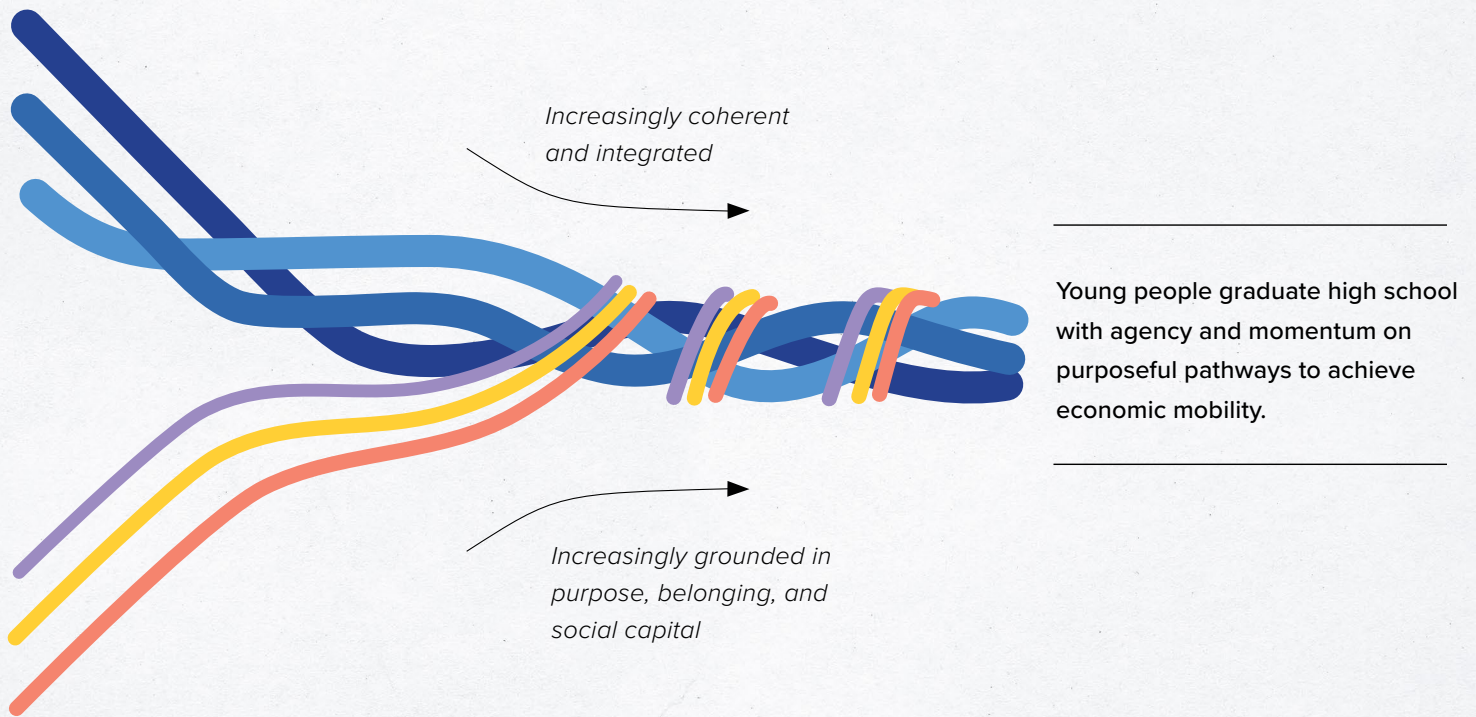 Increasingly coherent
and integrated
Young people graduate high school
with agency and momentum on
purposeful pathways to achieve
economic mobility.
Increasingly grounded in
purpose, belonging, and
social capital